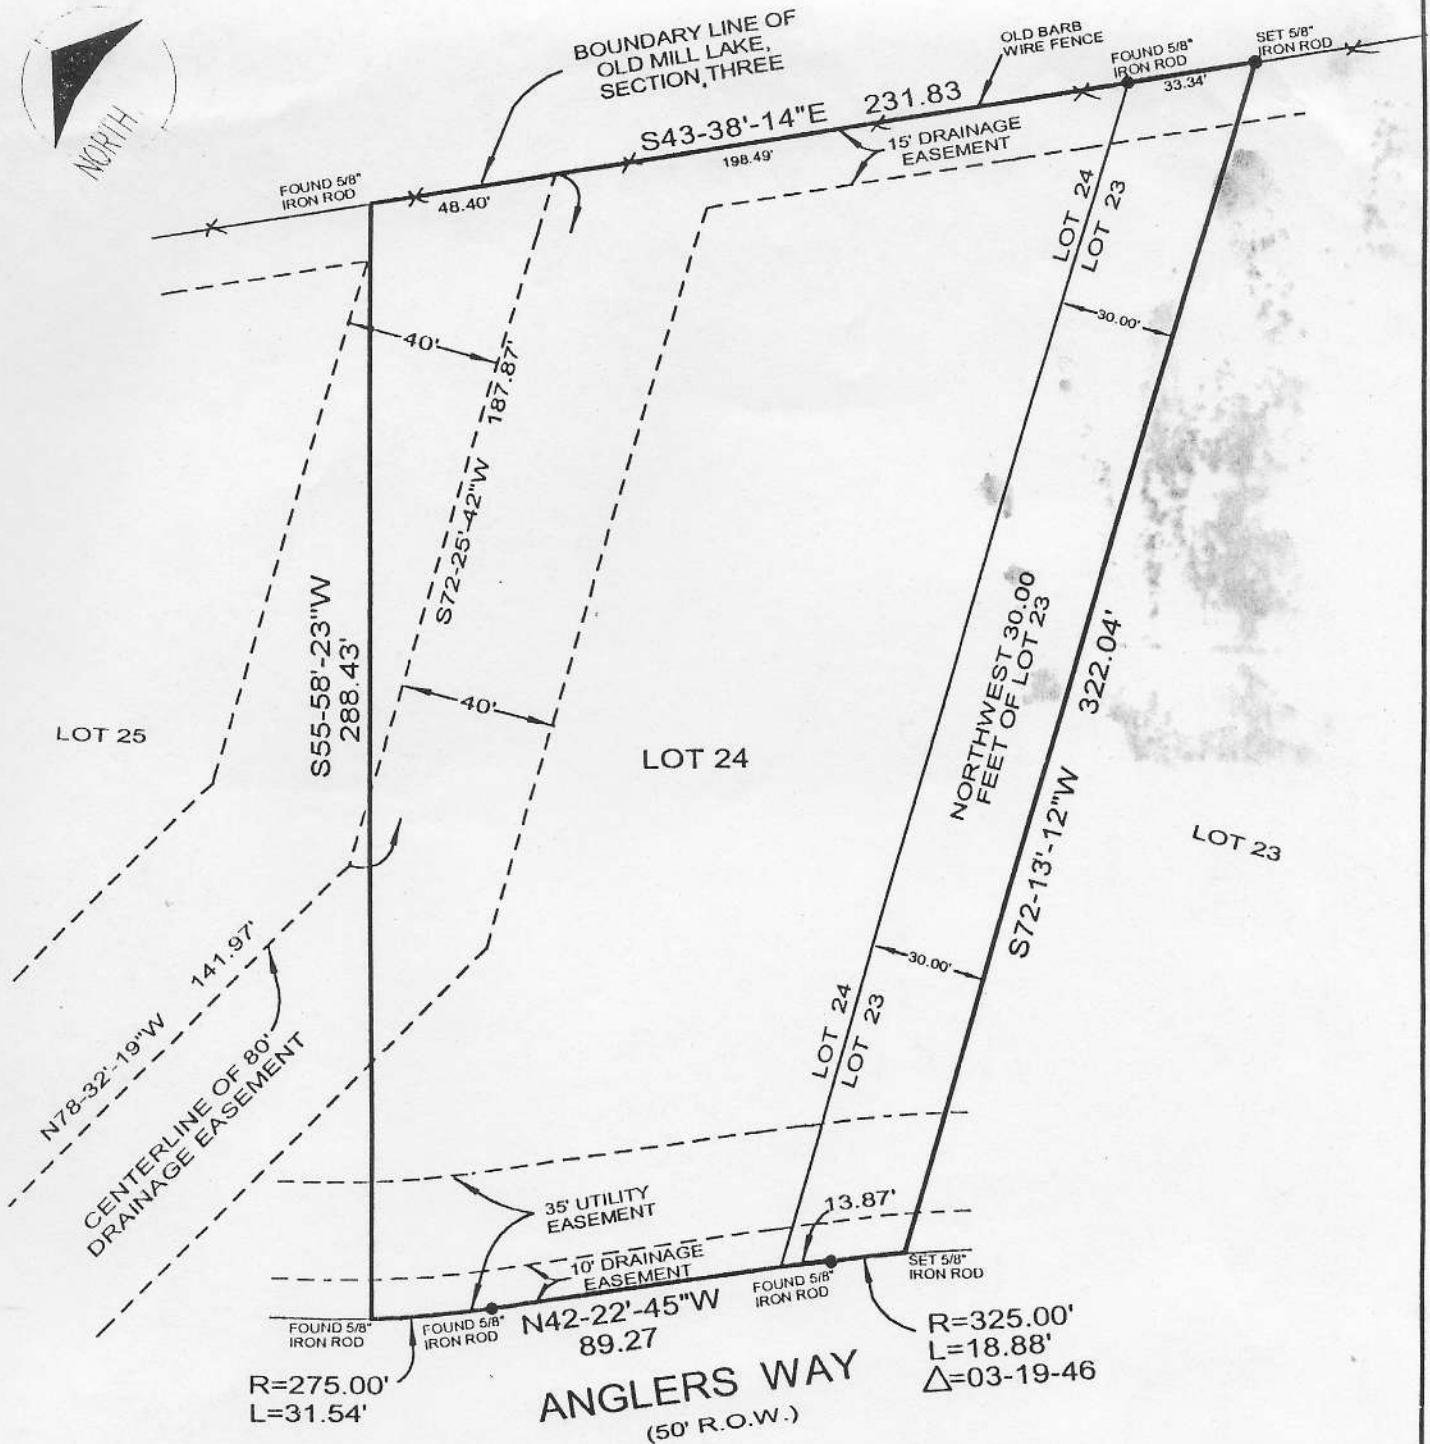 NORTH
BOUNDARY LINE OF
OLD MILL LAKE,
SECTION, THREE
OLD BARB
WIRE FENCE
FOUND 5/8"
IRON ROD
SET 5/8"
IRON ROD
33.34'
S43-38'-14"E 231.83
198.49'
15' DRAINAGE
EASEMENT
FOUND 5/8"
IRON ROD
48.40'
LOT 24
LOT 23
30.00'
40'
S72-25'-42"W 187.87'
S55-58'-23"W
288.43'
NORTHWEST 30.00
FEET OF LOT 23
S72-13'-12"W 322.04'
40'
LOT 25
LOT 24
LOT 23
30.00'
N78-32'-19"W 141.97'
CENTERLINE OF 80'
DRAINAGE EASEMENT
LOT 24
LOT 23
35' UTILITY
EASEMENT
13.87'
10' DRAINAGE
EASEMENT
FOUND 5/8"
IRON ROD
SET 5/8"
IRON ROD
FOUND 5/8"
IRON ROD
FOUND 5/8"
IRON ROD
N42-22'-45"W
89.27
R=325.00'
L=18.88'
△=03-19-46
R=275.00'
L=31.54'
ANGLERS WAY
(50' R.O.W.)